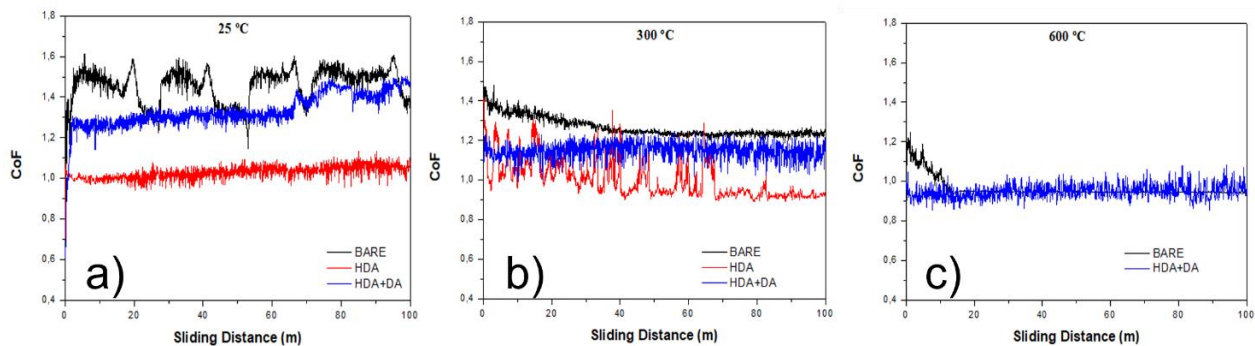 25 ºC
CoF
1,8
1,6
1,4
1,2
1,0
0,8
0,6
0,4
0
20
40
60
80
100
Sliding Distance (m)
BARE
HDA
HDA+DA
a)
300 ºC
CoF
1,8
1,6
1,4
1,2
1,0
0,8
0,6
0,4
0
20
40
60
80
100
Sliding Distance (m)
BARE
HDA
HDA+DA
b)
600 ºC
CoF
1,8
1,6
1,4
1,2
1,0
0,8
0,6
0,4
0
20
40
60
80
100
Sliding Distance (m)
BARE
HDA+DA
c)